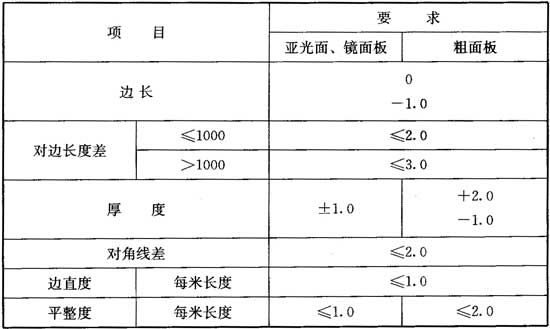 项 目 要 求
亚光面、镜面板 粗面板
边 长 0
-1.0
对边长度差 ≤1000 ≤2.0
>1000 ≤3.0
厚 度 ±1.0 +2.0
-1.0
对角线差 ≤2.0
边直度 每米长度 ≤1.0
平整度 每米长度 ≤1.0 ≤2.0